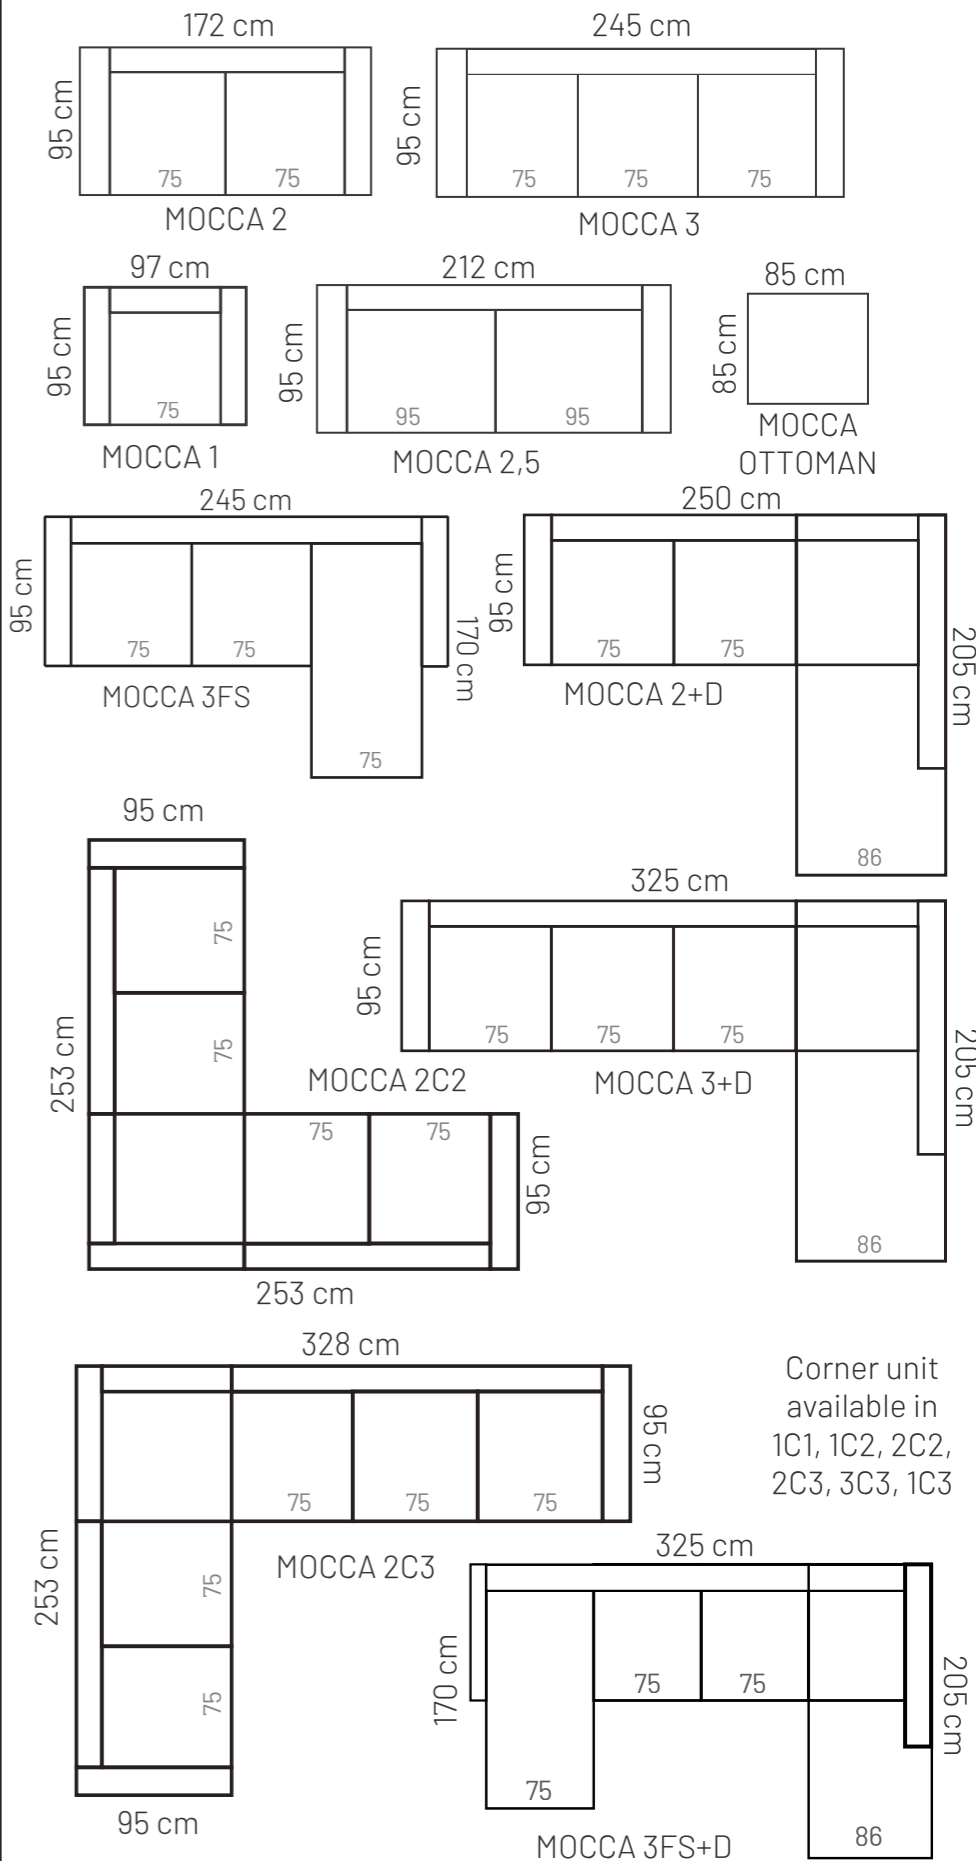 172 cm
95 cm
75
75
MOCCA 2
245 cm
95 cm
75
75
75
MOCCA 3
97 cm
95 cm
75
MOCCA 1
212 cm
95 cm
95
95
MOCCA 2,5
85 cm
85 cm
MOCCA
OTTOMAN
245 cm
95 cm
75
75
75
170 cm
MOCCA 3FS
250 cm
95 cm
75
75
86
205 cm
MOCCA 2+D
95 cm
75
75
253 cm
75
75
95 cm
253 cm
MOCCA 2C2
325 cm
95 cm
75
75
75
86
205 cm
MOCCA 3+D
328 cm
95 cm
75
75
75
75
75
253 cm
95 cm
MOCCA 2C3
Corner unit
available in
1C1, 1C2, 2C2,
2C3, 3C3, 1C3
325 cm
170 cm
75
75
75
86
205 cm
MOCCA 3FS+D